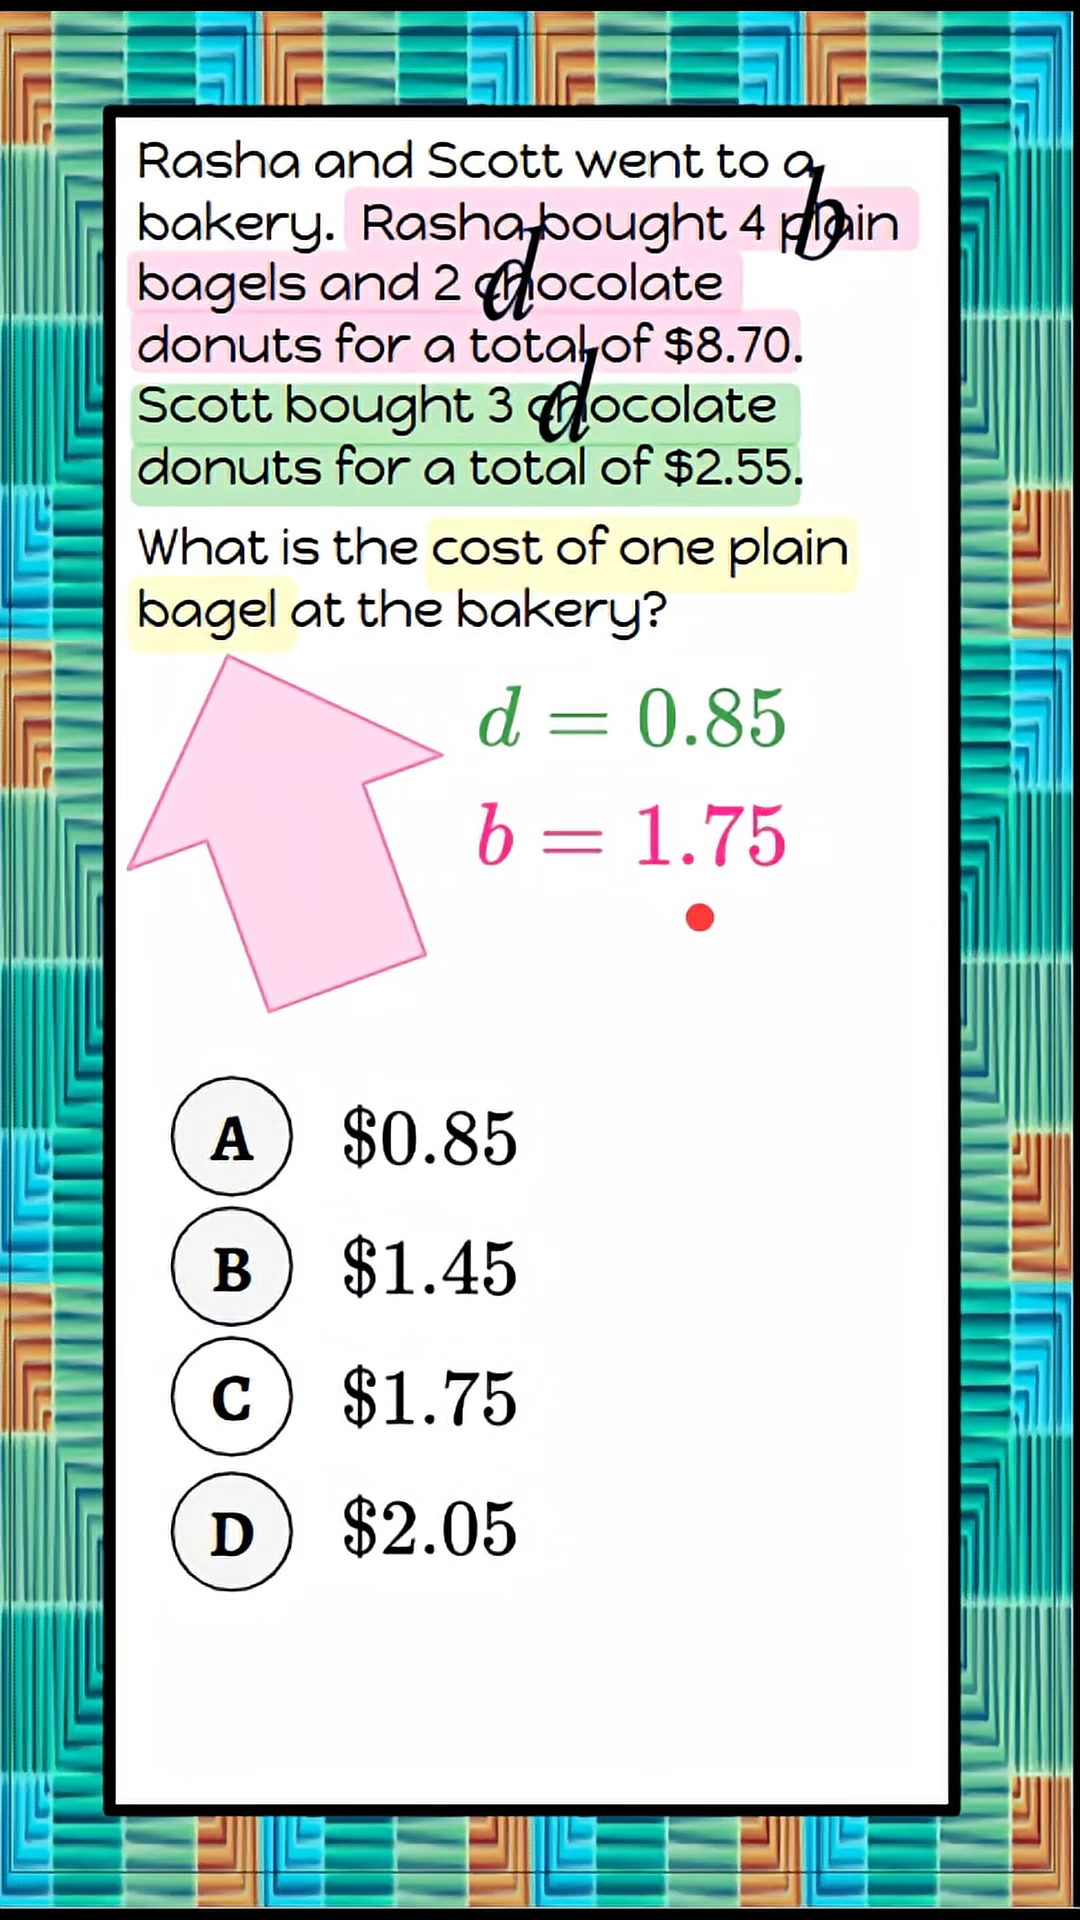 Rasha and Scott went to a
b
bakery. Rasha bought 4 plain
d
bagels and 2 chocolate
donuts for a total of $8.70.
d
Scott bought 3 chocolate
donuts for a total of $2.55.
What is the cost of one plain
bagel at the bakery?
d = 0.85
b = 1.75
A $0.85
B $1.45
C $1.75
D $2.05